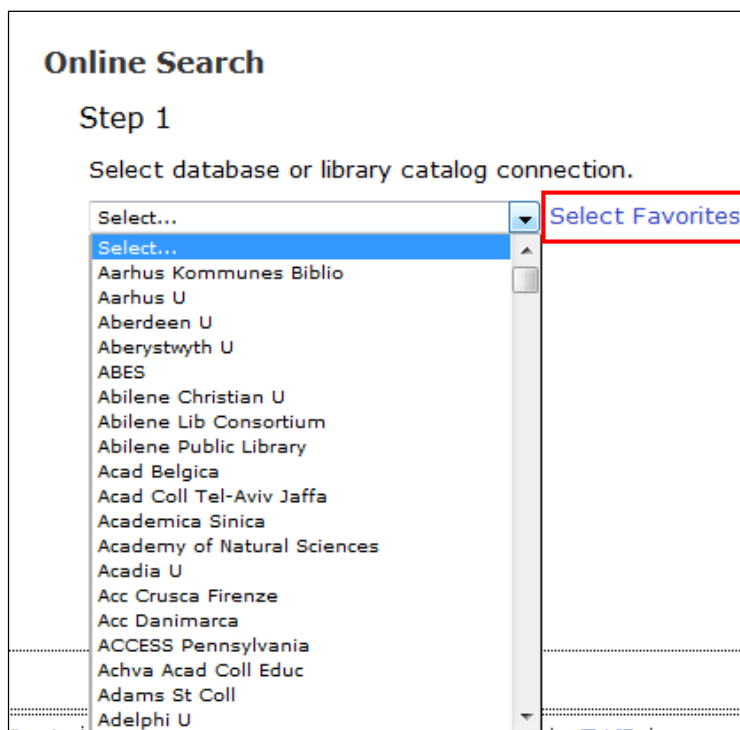 Online Search
Step 1
Select database or library catalog connection.
Select... Select Favorites
Select...
Aarhus Kommunes Biblio
Aarhus U
Aberdeen U
Aberystwyth U
ABES
Abilene Christian U
Abilene Lib Consortium
Abilene Public Library
Acad Belgica
Acad Coll Tel-Aviv Jaffa
Academica Sinica
Academy of Natural Sciences
Acadia U
Acc Crusca Firenze
Acc Danimarca
ACCESS Pennsylvania
Achva Acad Coll Educ
Adams St Coll
Adelphi U